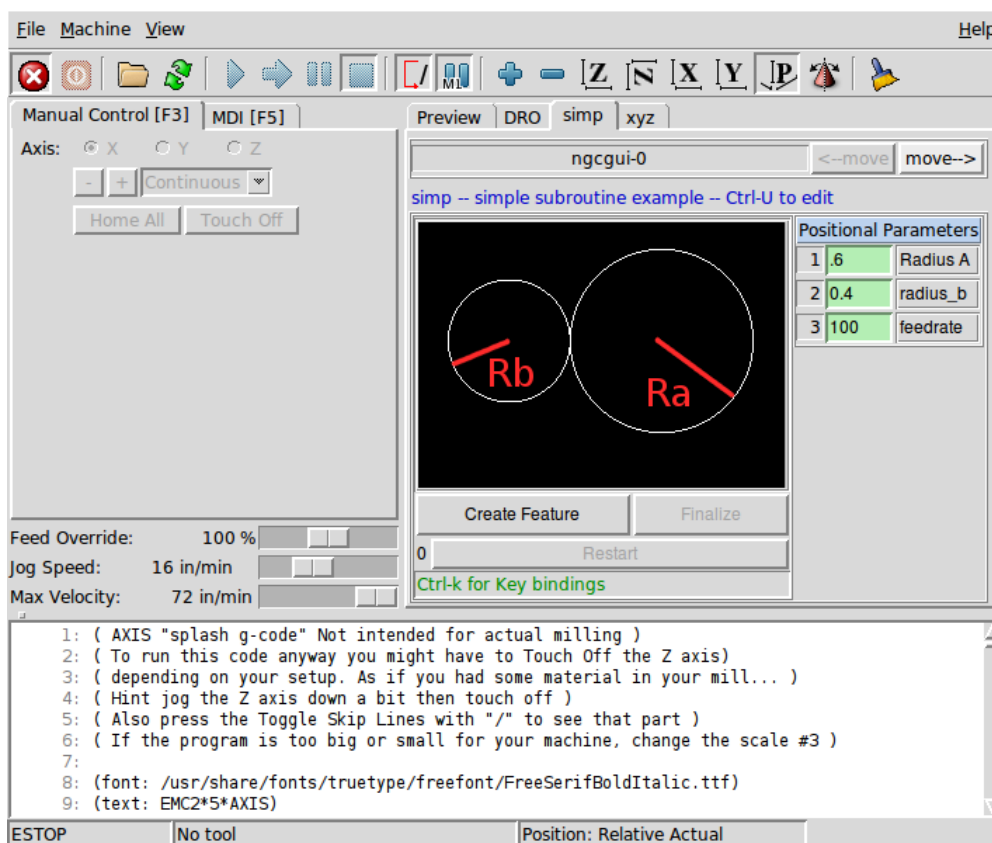 File Machine View Help
M1 Z N X Y P
Manual Control [F3] MDI [F5]
Preview DRO simp xyz
Axis: X Y Z
- + Continuous
Home All Touch Off
ngcgui-0 <--move move-->
simp -- simple subroutine example -- Ctrl-U to edit
Rb
Ra
Positional Parameters
1 .6 Radius A
2 0.4 radius_b
3 100 feedrate
Create Feature Finalize
0 Restart
Ctrl-k for Key bindings
Feed Override: 100 %
Jog Speed: 16 in/min
Max Velocity: 72 in/min
1: ( AXIS "splash g-code" Not intended for actual milling )
2: ( To run this code anyway you might have to Touch Off the Z axis)
3: ( depending on your setup. As if you had some material in your mill... )
4: ( Hint jog the Z axis down a bit then touch off )
5: ( Also press the Toggle Skip Lines with "/" to see that part )
6: ( If the program is too big or small for your machine, change the scale #3 )
7:
8: (font: /usr/share/fonts/truetype/freefont/FreeSerifBoldItalic.ttf)
9: (text: EMC2*5*AXIS)
ESTOP No tool Position: Relative Actual